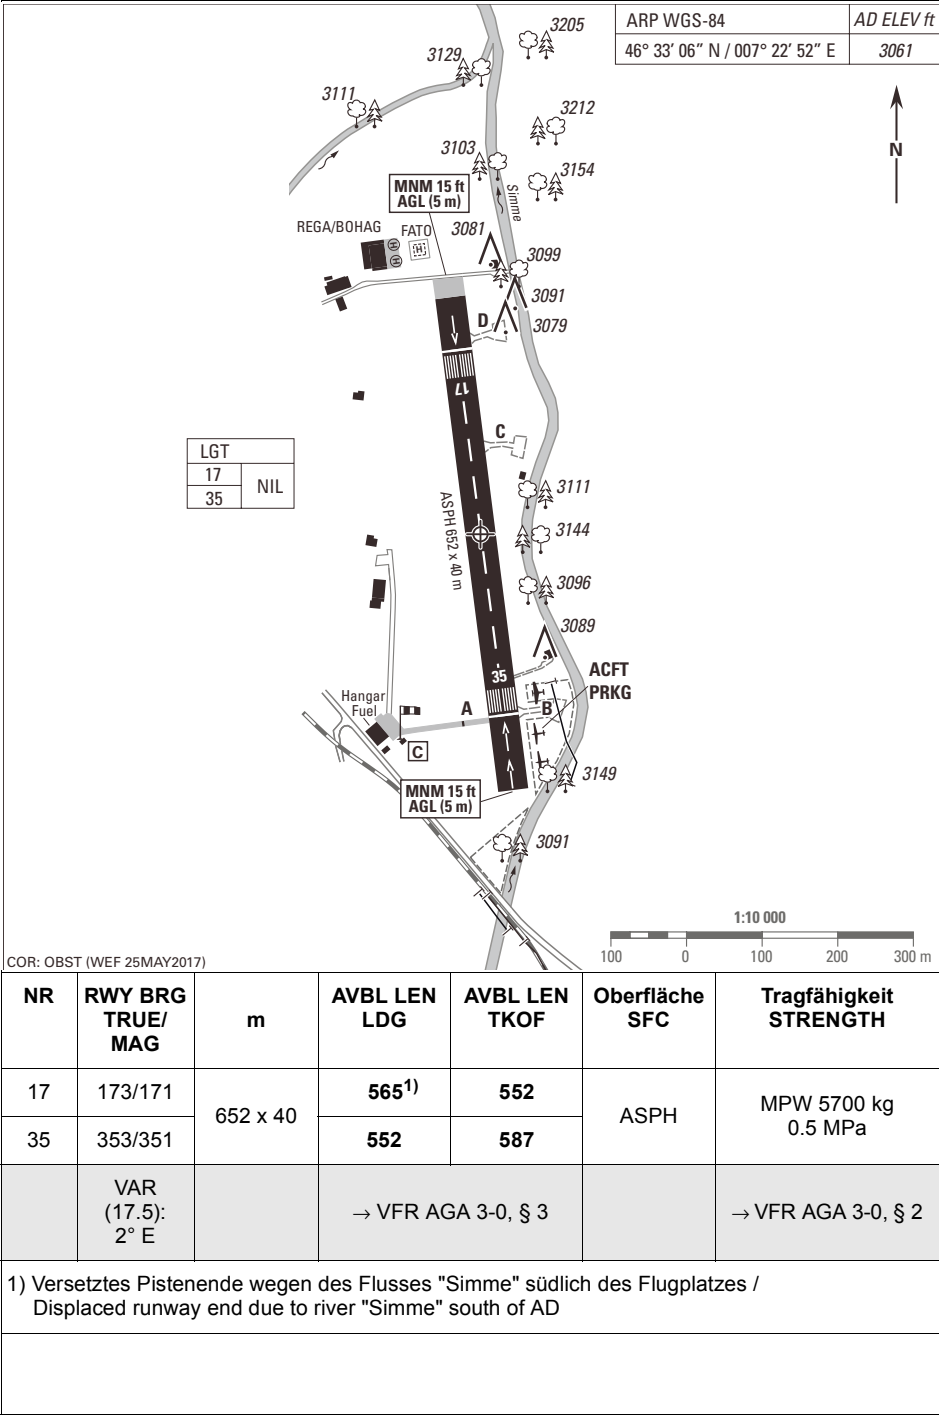 ARP WGS-84 AD ELEV ft
46° 33′ 06″ N / 007° 22′ 52″ E 3061
3205
3129
3111
3212
N
3103
3154
MNM 15 ft
AGL (5 m)
Simme
REGA/BOHAG
FATO
3081
H
H
H
3099
3091
D
3079
17
C
LGT
17
35
NIL
3111
ASPH 652 x 40 m
3144
3096
3089
35
ACFT
PRKG
Hangar
Fuel
A
B
C
3149
MNM 15 ft
AGL (5 m)
3091
1:10 000
100 0 100 200 300 m
COR: OBST (WEF 25MAY2017)
NR
RWY BRG
TRUE/
MAG
m
AVBL LEN
LDG
AVBL LEN
TKOF
Oberfläche
SFC
Tragfähigkeit
STRENGTH
17 173/171 652 x 40 565¹⁾ 552 ASPH MPW 5700 kg
0.5 MPa
35 353/351 552 587
VAR
(17.5):
2° E
→ VFR AGA 3-0, § 3
→ VFR AGA 3-0, § 2
1) Versetztes Pistenende wegen des Flusses "Simme" südlich des Flugplatzes /
Displaced runway end due to river "Simme" south of AD